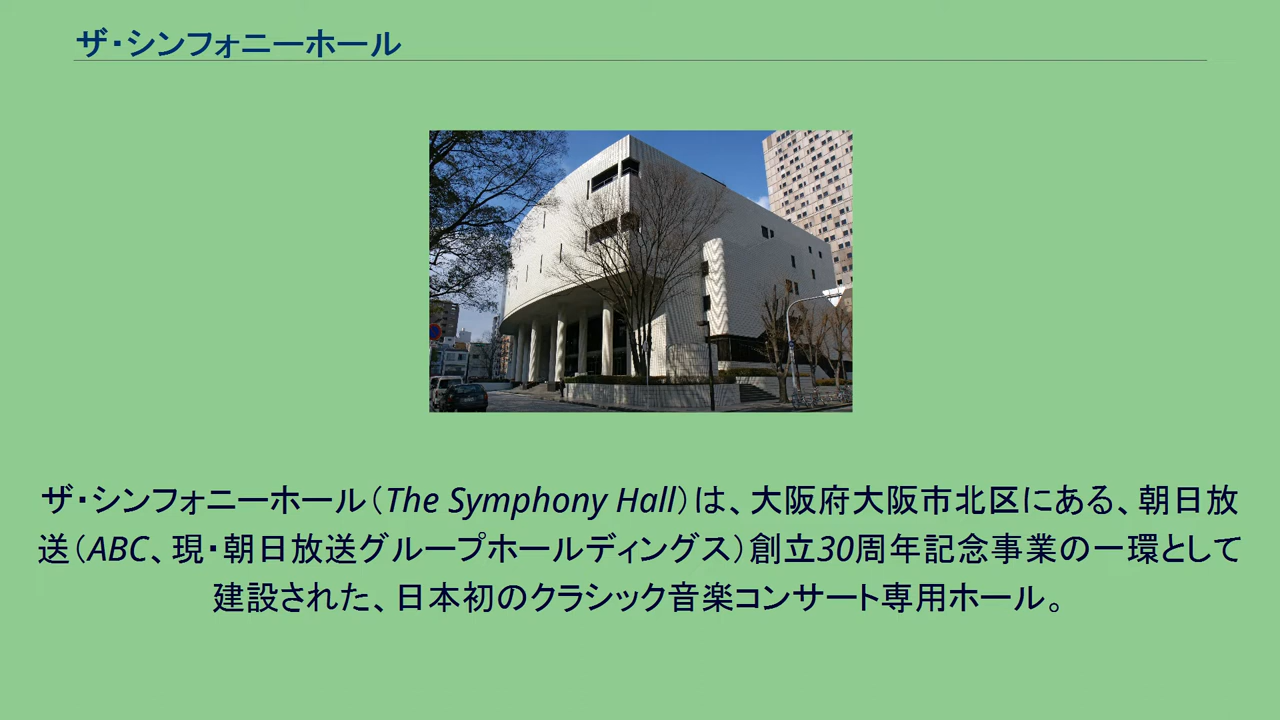 ザ・シンフォニーホール
ザ・シンフォニーホール（The Symphony Hall）は、大阪府大阪市北区にある、朝日放
送（ABC、現・朝日放送グループホールディングス）創立30周年記念事業の一環として
建設された、日本初のクラシック音楽コンサート専用ホール。